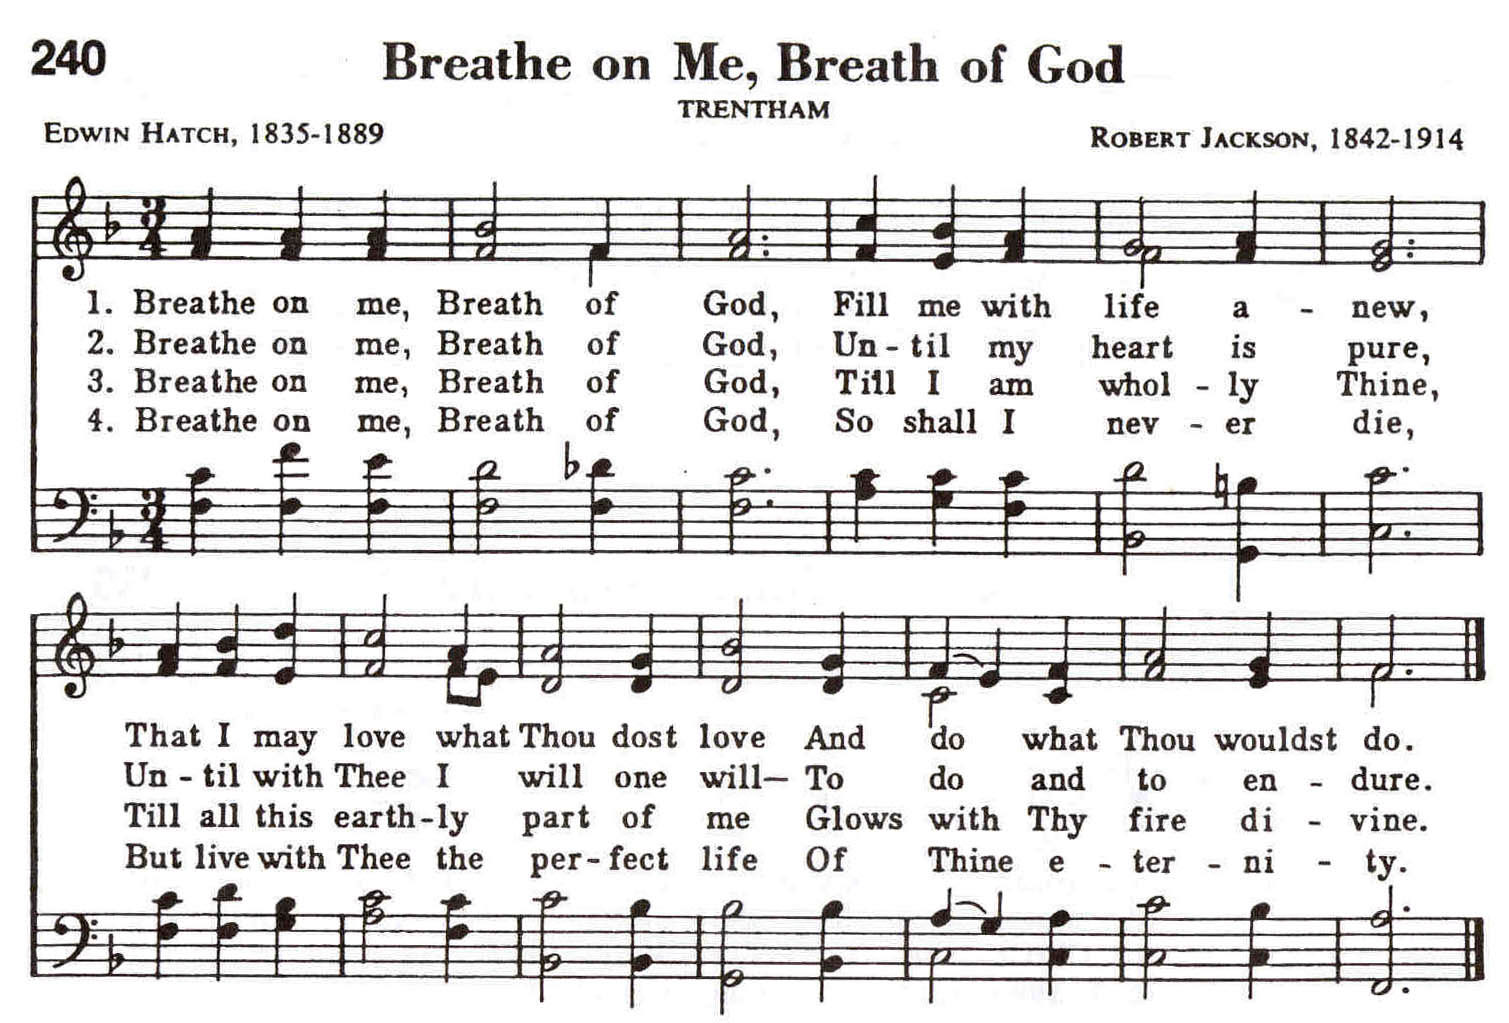 240
Breathe on Me, Breath of God
TRENTHAM
EDWIN HATCH, 1835-1889
ROBERT JACKSON, 1842-1914
3 4
1. Breathe on me, Breath of God, Fill me with life a - new,
2. Breathe on me, Breath of God, Un - til my heart is pure,
3. Breathe on me, Breath of God, Till I am whol - ly Thine,
4. Breathe on me, Breath of God, So shall I nev - er die,
3 4
That I may love what Thou dost love And do what Thou wouldst do.
Un - til with Thee I will one will— To do and to en - dure.
Till all this earth - ly part of me Glows with Thy fire di - vine.
But live with Thee the per - fect life Of Thine e - ter - ni - ty.